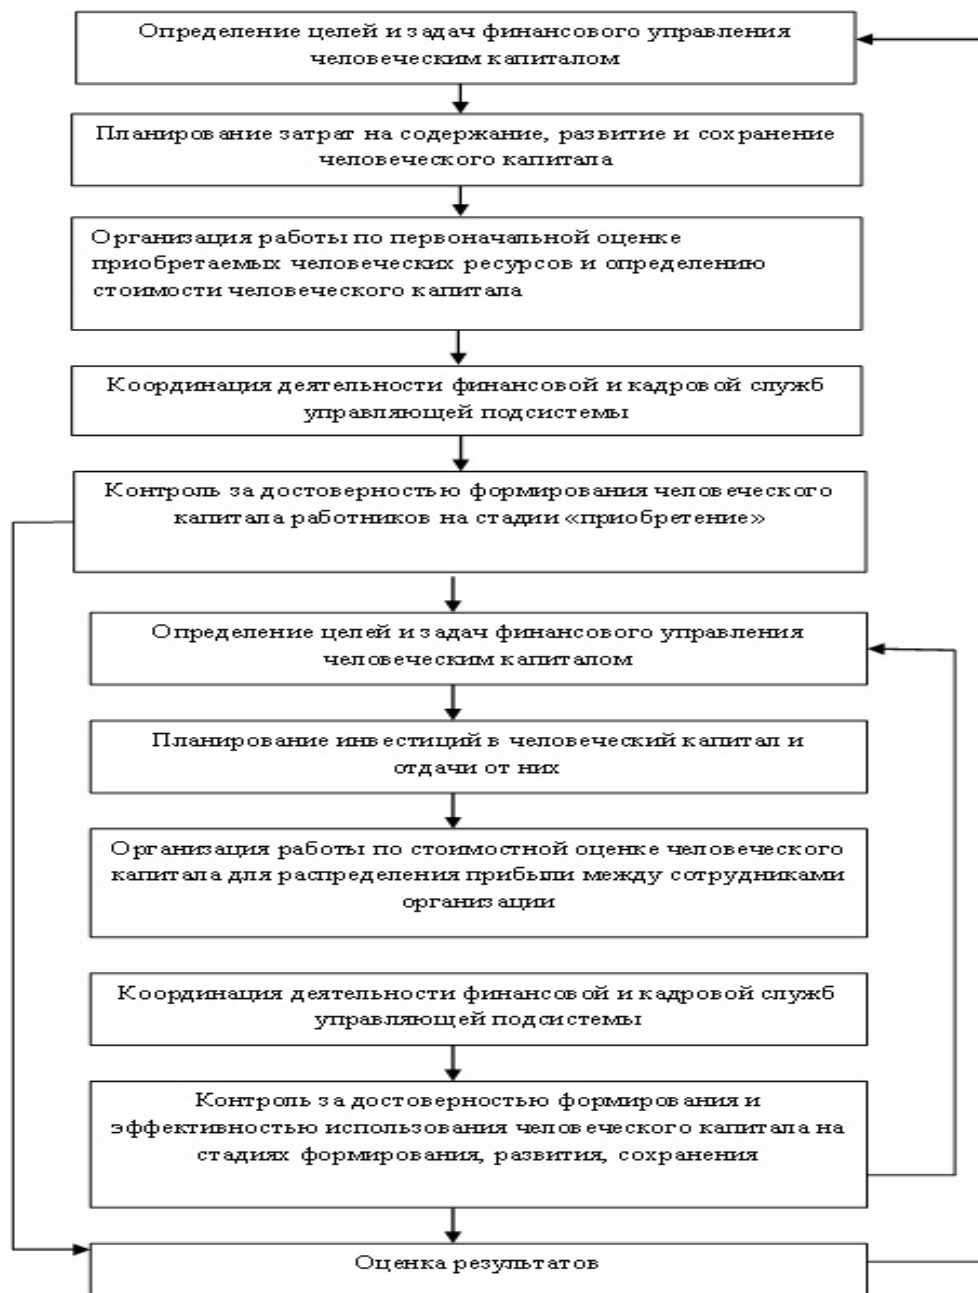 Определение целей и задач финансового управления
человеческим капиталом
Планирование затрат на содержание, развитие и сохранение
человеческого капитала
Организация работы по первоначальной оценке
приобретаемых человеческих ресурсов и определению
стоимости человеческого капитала
Координация деятельности финансовой и кадровой служб
управляющей подсистемы
Контроль за достоверностью формирования человеческого
капитала работников на стадии «приобретение»
Определение целей и задач финансового управления
человеческим капиталом
Планирование инвестиций в человеческий капитал и
отдачи от них
Организация работы по стоимостной оценке человеческого
капитала для распределения прибыли между сотрудниками
организации
Координация деятельности финансовой и кадровой служб
управляющей подсистемы
Контроль за достоверностью формирования и
эффективностью использования человеческого капитала на
стадиях формирования, развития, сохранения
Оценка результатов